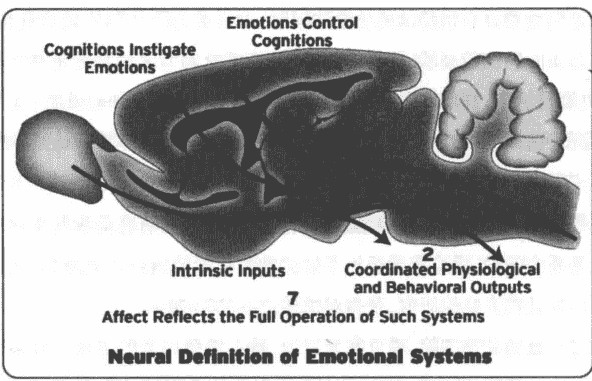 Emotions Control
Cognitions
Cognitions Instigate
Emotions
Intrinsic Inputs
2
Coordinated Physiological
and Behavioral Outputs
7
Affect Reflects the Full Operation of Such Systems
Neural Definition of Emotional Systems